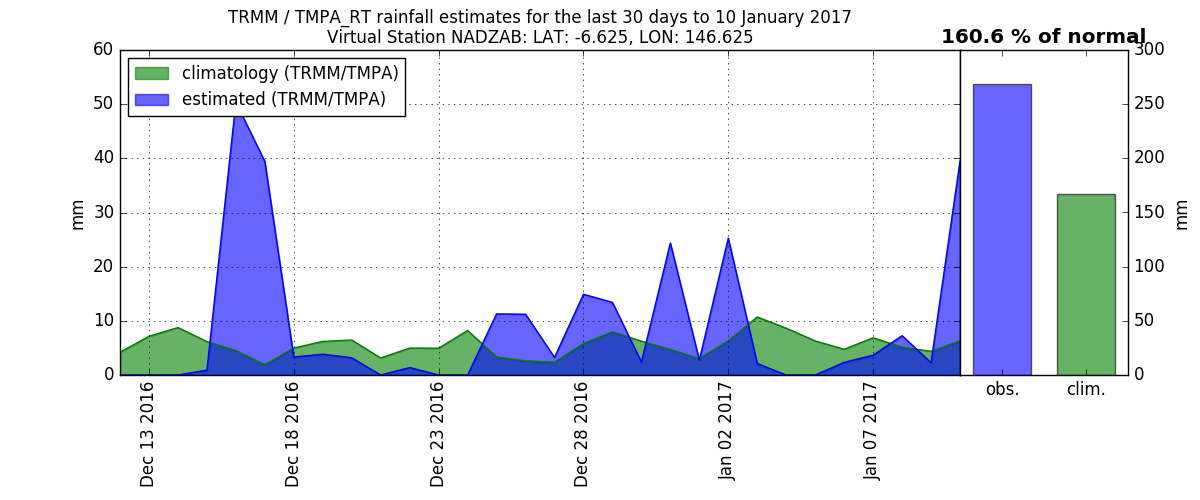 TRMM / TMPA_RT rainfall estimates for the last 30 days to 10 January 2017
Virtual Station NADZAB: LAT: -6.625, LON: 146.625
160.6 % of normal
climatology (TRMM/TMPA)
estimated (TRMM/TMPA)
60
50
40
30
20
10
0
mm
300
250
200
150
100
50
0
mm
Dec 13 2016
Dec 18 2016
Dec 23 2016
Dec 28 2016
Jan 02 2017
Jan 07 2017
obs.
clim.